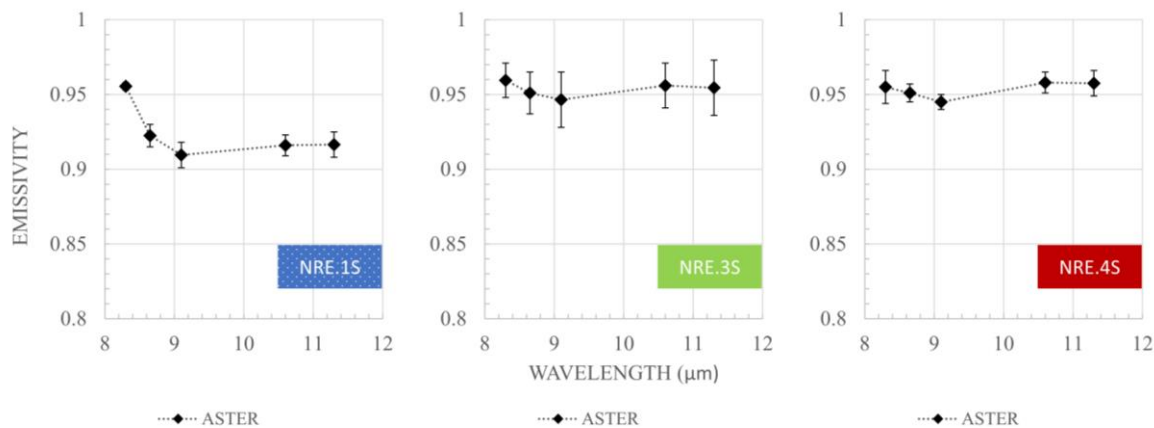 EMISSIVITY
1
0.95
0.9
0.85
0.8
8 9 10 11 12
NRE.1S
ASTER
1
0.95
0.9
0.85
0.8
8 9 10 11 12
NRE.3S
WAVELENGTH (µm)
ASTER
1
0.95
0.9
0.85
0.8
8 9 10 11 12
NRE.4S
ASTER